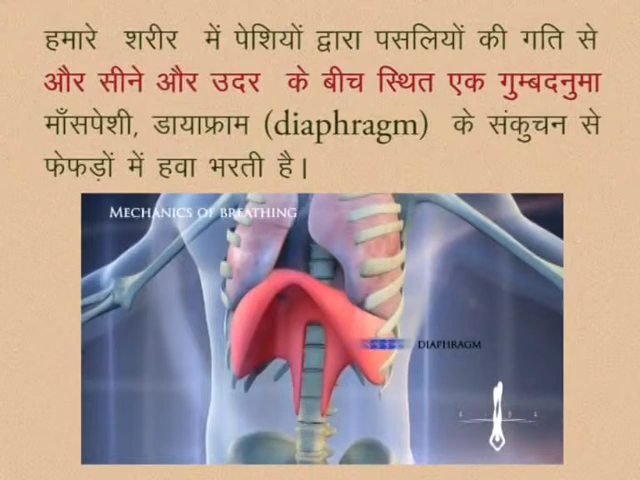 हमारे शरीर में पेशियों द्वारा पसलियों की गति से
और सीने और उदर के बीच स्थित एक गुम्बदनुमा
माँसपेशी, डायाफ्राम (diaphragm) के संकुचन से
फेफड़ों में हवा भरती है।
MECHANICS OF BREATHING
DIAPHRAGM